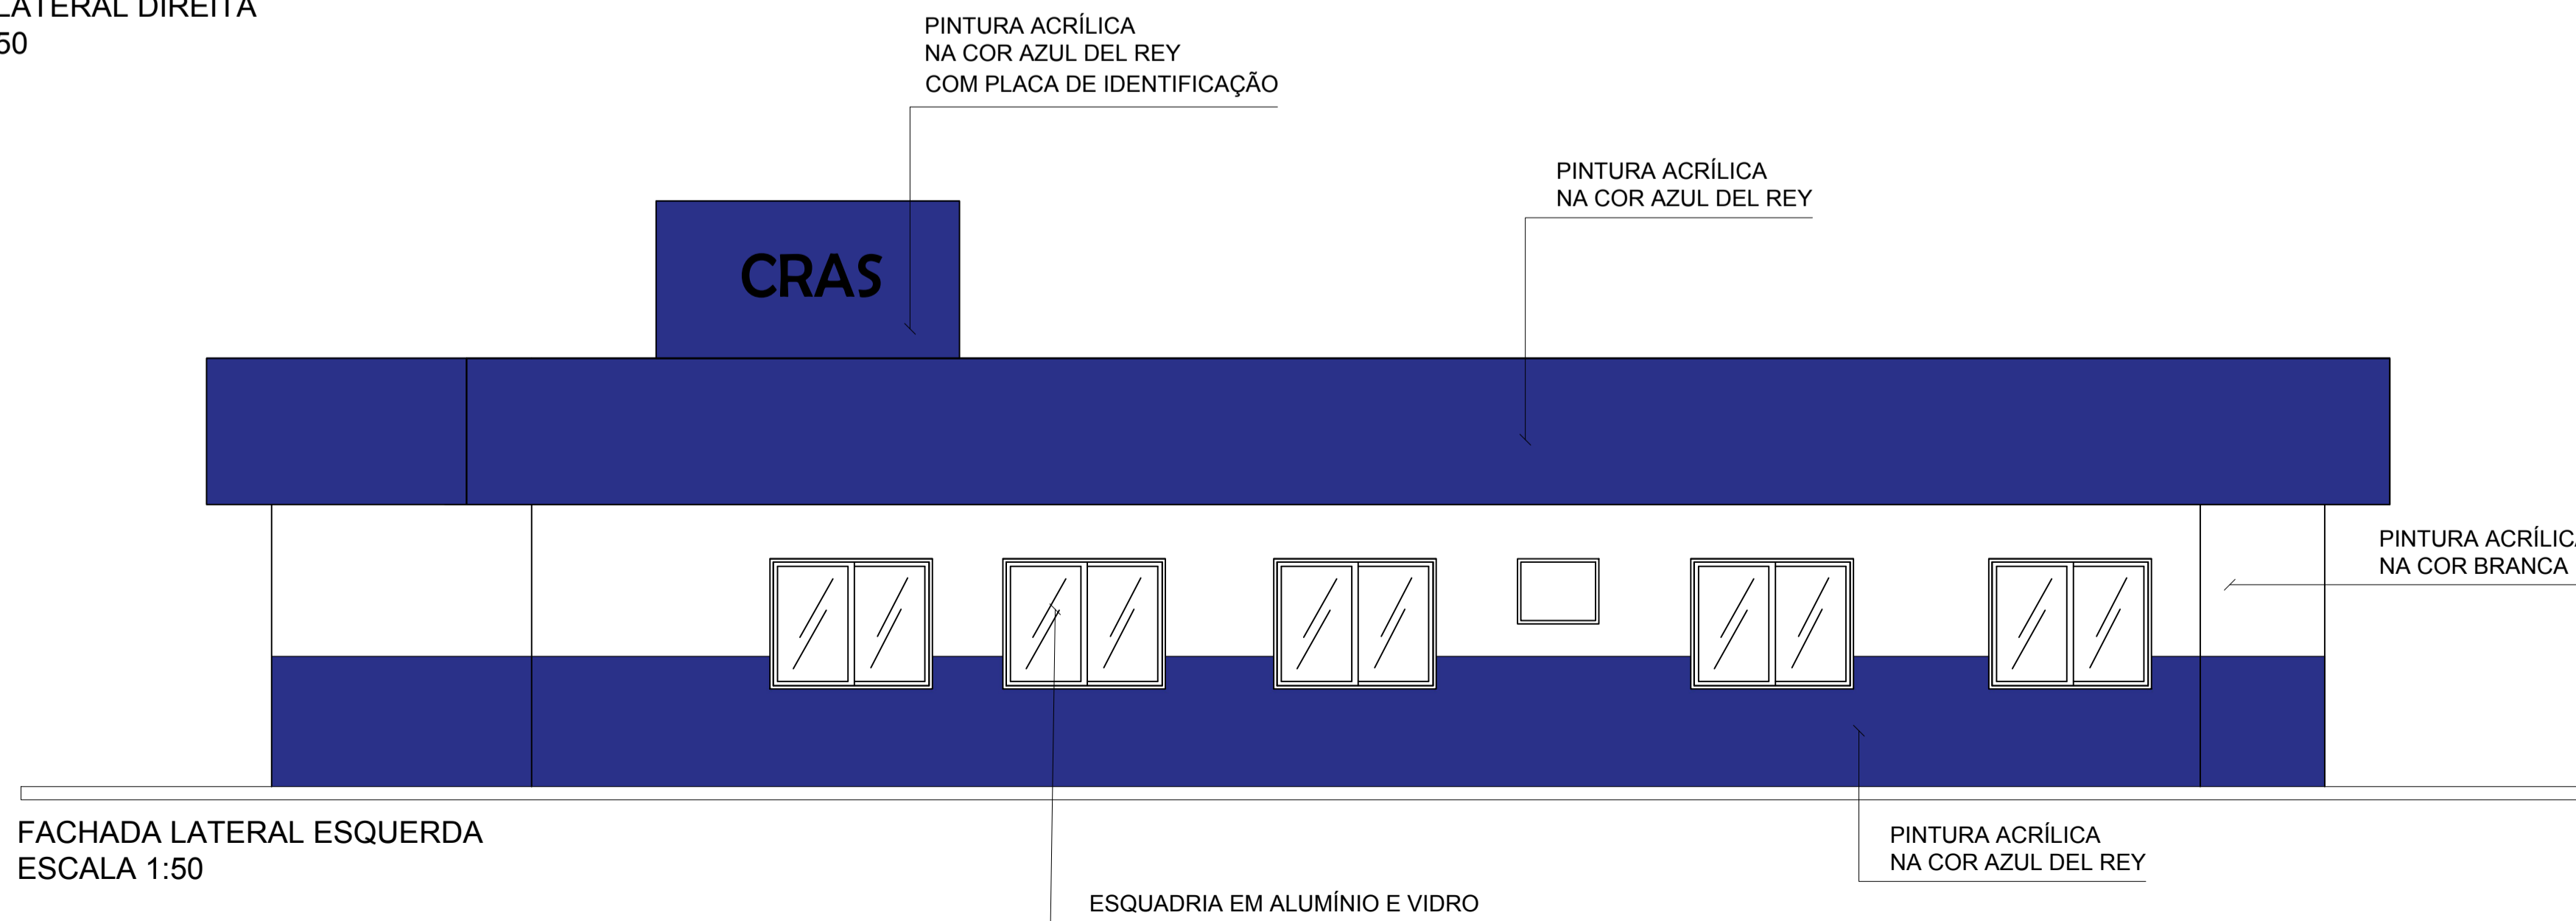 LATERAL DIREITA
50
PINTURA ACRÍLICA
NA COR AZUL DEL REY
COM PLACA DE IDENTIFICAÇÃO
PINTURA ACRÍLICA
NA COR AZUL DEL REY
CRAS
PINTURA ACRÍLICA
NA COR BRANCA
FACHADA LATERAL ESQUERDA
ESCALA 1:50
PINTURA ACRÍLICA
NA COR AZUL DEL REY
ESQUADRIA EM ALUMÍNIO E VIDRO